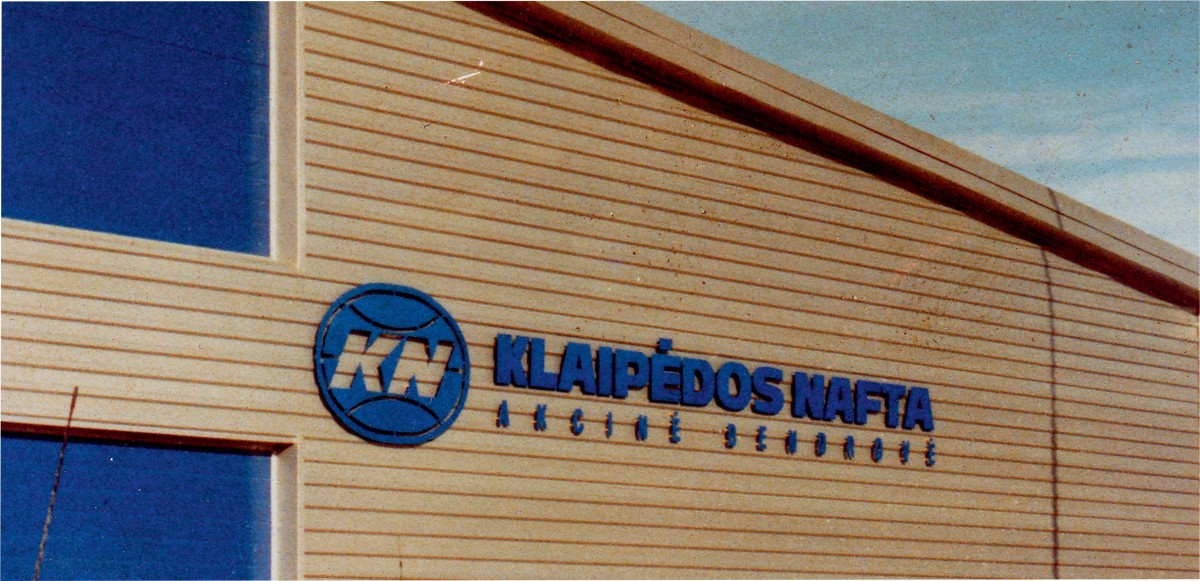 KN
KLAIPĖDOS NAFTA
AKCINĖ BENDROVĖ